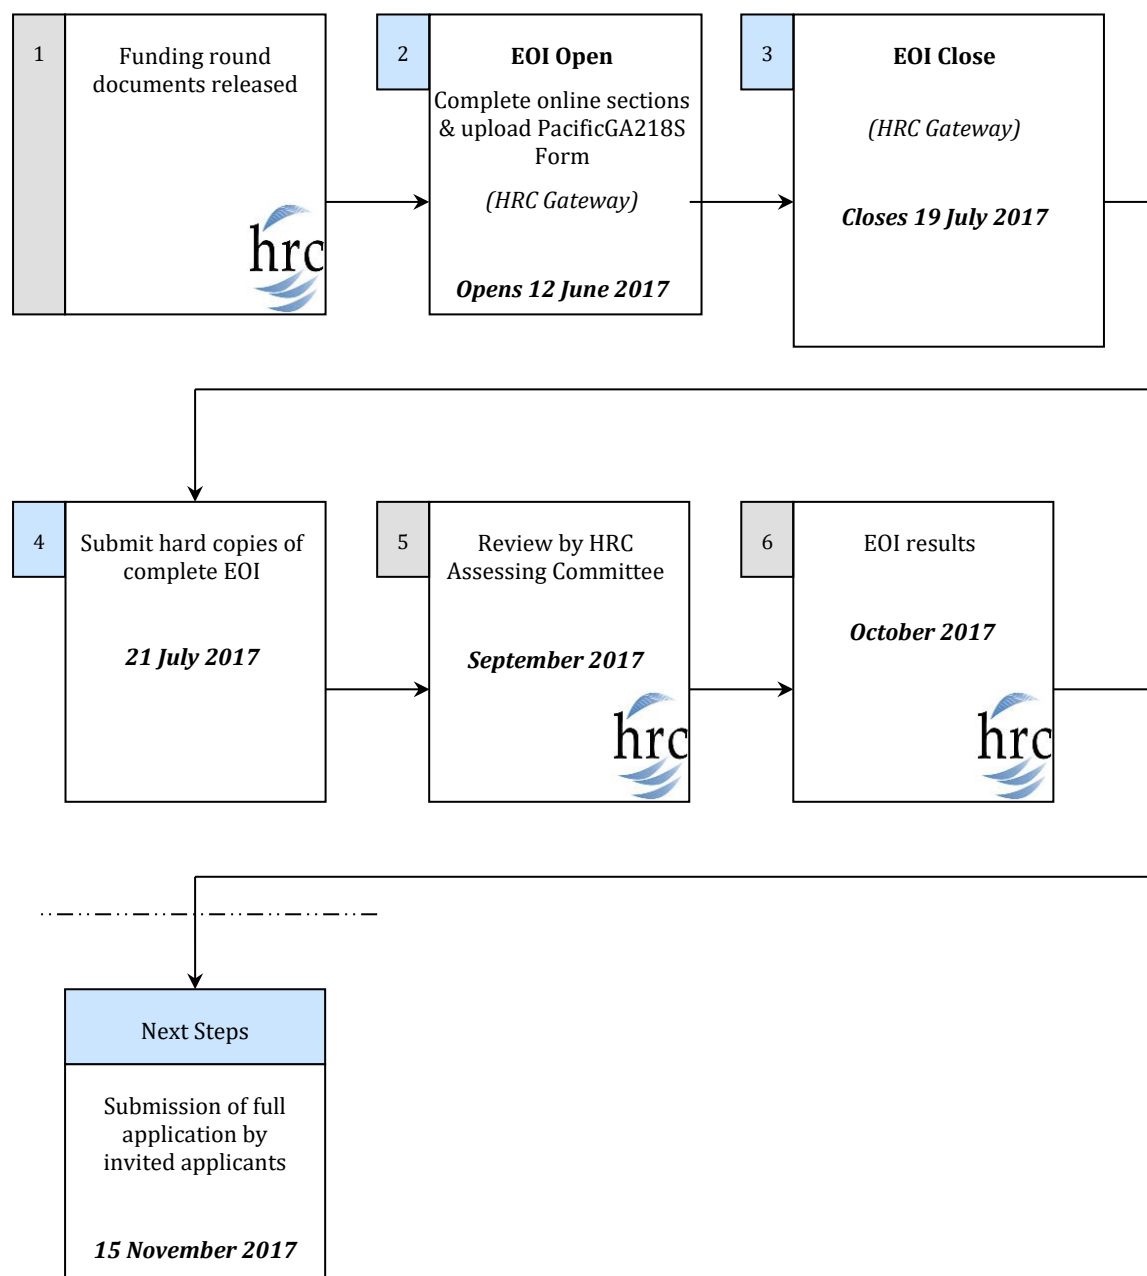 1
Funding round
documents released
hrc
2
EOI Open
Complete online sections
& upload PacificGA218S
Form
(HRC Gateway)
Opens 12 June 2017
3
EOI Close
(HRC Gateway)
Closes 19 July 2017
4
Submit hard copies of
complete EOI
21 July 2017
5
Review by HRC
Assessing Committee
September 2017
hrc
6
EOI results
October 2017
hrc
Next Steps
Submission of full
application by
invited applicants
15 November 2017